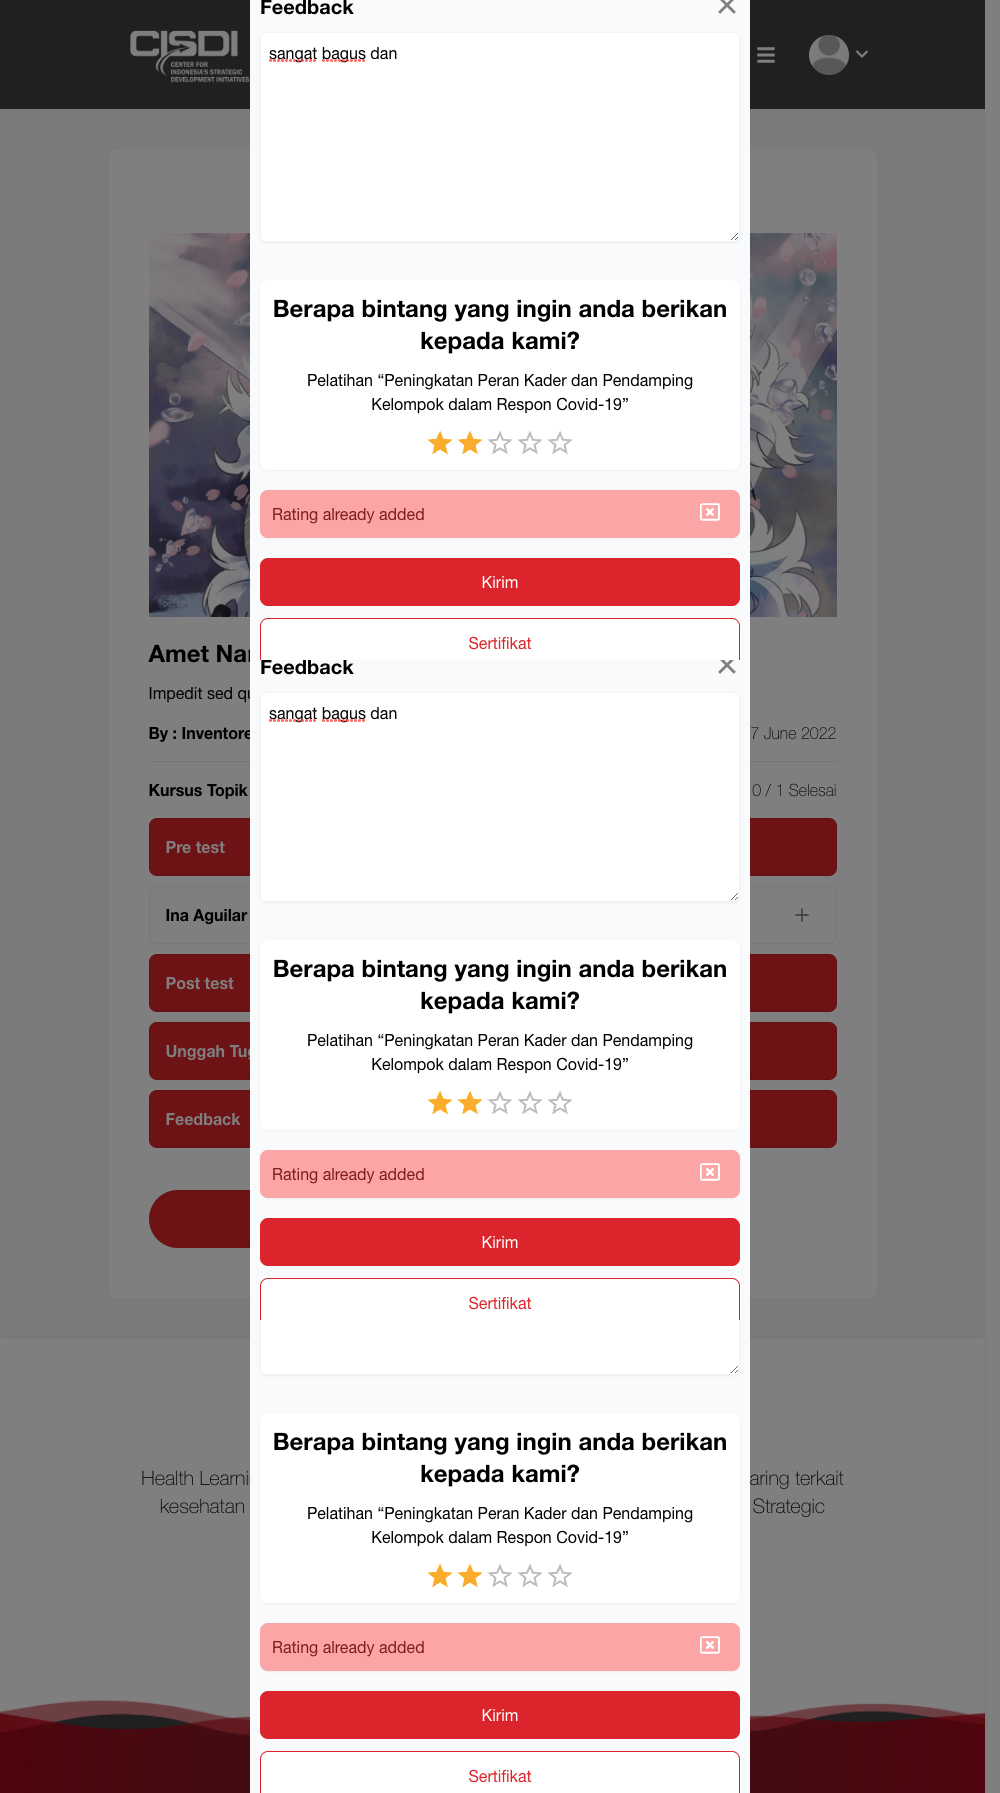 Feedback
CISDI
CENTER FOR
INDONESIA'S STRATEGIC
DEVELOPMENT INITIATIVES
sangat bagus dan
Berapa bintang yang ingin anda berikan
kepada kami?
Pelatihan “Peningkatan Peran Kader dan Pendamping
Kelompok dalam Respon Covid-19”
Rating already added
Kirim
Sertifikat
Amet Nar
Feedback
Impedit sed qu
sangat bagus dan
By : Inventore
7 June 2022
Kursus Topik
0 / 1 Selesai
Pre test
Ina Aguilar
Post test
Unggah Tug
Feedback
Berapa bintang yang ingin anda berikan
kepada kami?
Pelatihan “Peningkatan Peran Kader dan Pendamping
Kelompok dalam Respon Covid-19”
Rating already added
Kirim
Sertifikat
Berapa bintang yang ingin anda berikan
kepada kami?
Health Learni
aring terkait
kesehatan
Strategic
Pelatihan “Peningkatan Peran Kader dan Pendamping
Kelompok dalam Respon Covid-19”
Rating already added
Kirim
Sertifikat